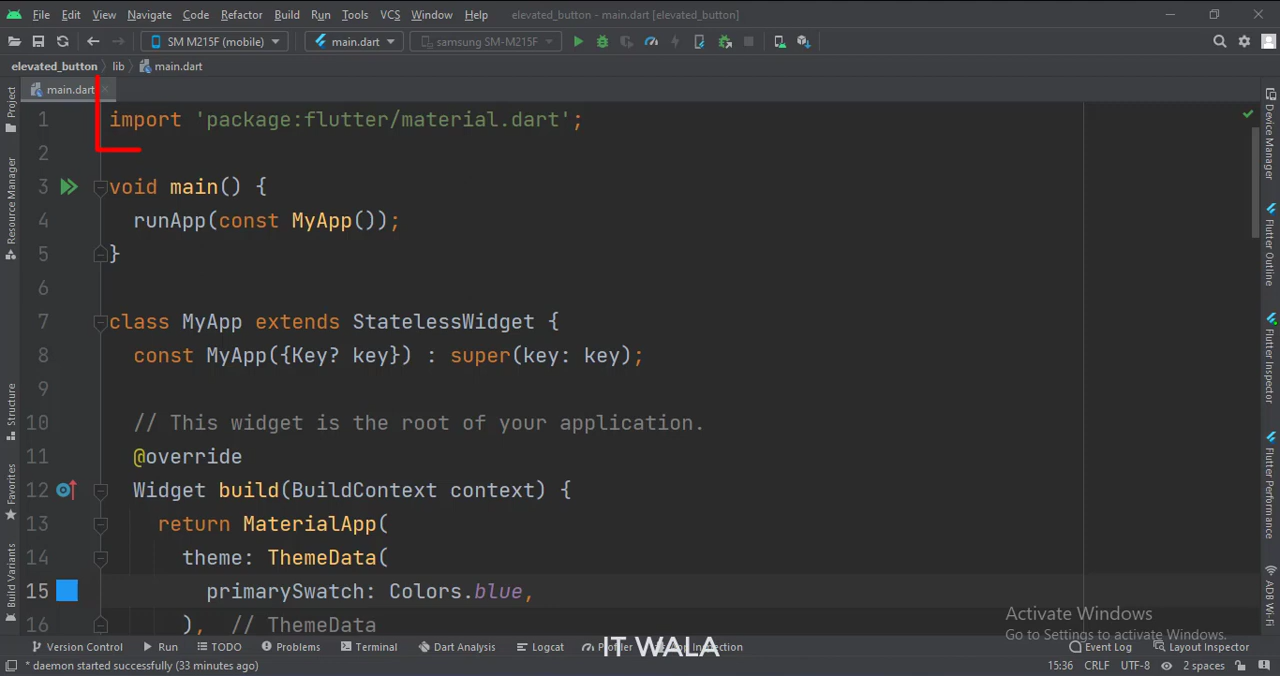 File Edit View Navigate Code Refactor Build Run Tools VCS Window Help elevated_button - main.dart [elevated_button]
SM M215F (mobile) main.dart samsung SM-M215F
elevated_button lib main.dart
main.dart
1 import 'package:flutter/material.dart';
2
3 void main() {
4 runApp(const MyApp());
5 }
6
7 class MyApp extends StatelessWidget {
8 const MyApp({Key? key}) : super(key: key);
9
10 // This widget is the root of your application.
11 @override
12 Widget build(BuildContext context) {
13 return MaterialApp(
14 theme: ThemeData(
15 primarySwatch: Colors.blue,
16 ), // ThemeData
Project
Resource Manager
Structure
Favorites
Build Variants
Device Manager
Flutter Outline
Flutter Inspector
Flutter Performance
ADB Wi-Fi
Activate Windows
Go to Settings to activate Windows.
IT WALA
Version Control Run TODO Problems Terminal Dart Analysis Logcat Profiler Inspection Event Log Layout Inspector
* daemon started successfully (33 minutes ago) 15:36 CRLF UTF-8 2 spaces